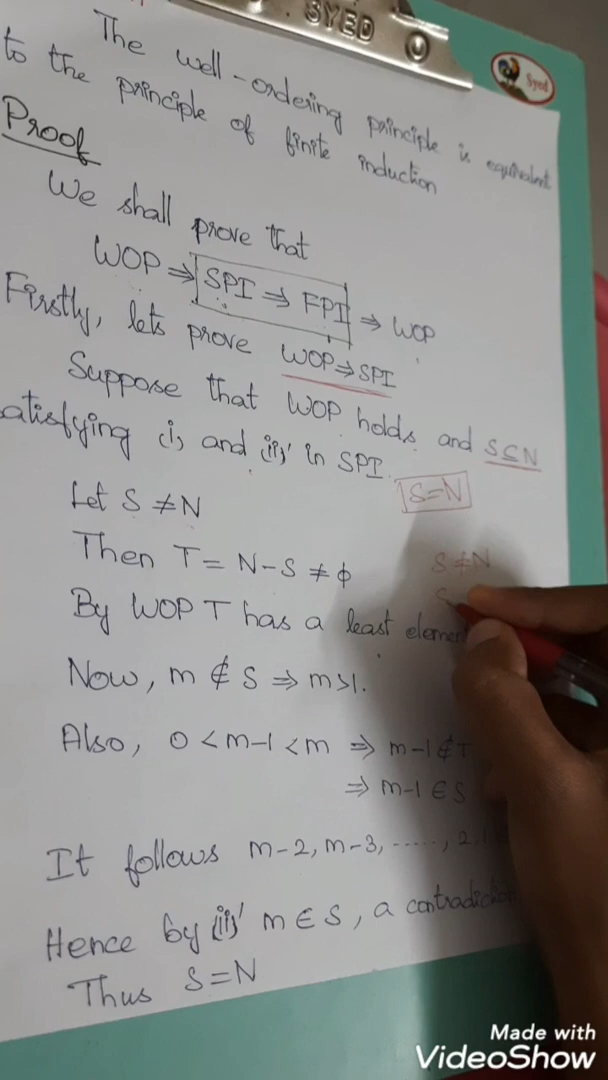 SYED
Syed
The well-ordering principle is equivalent
to the principle of finite induction
Proof
We shall prove that
WOP ⇒ SPI ⇒ FPI ⇒ WOP
Firstly, lets prove WOP ⇒ SPI
Suppose that WOP holds and S ⊆ N
satisfying (i) and (ii)' in SPI.
S = N
Let S ≠ N
Then T = N - S ≠ ϕ
S ≠ N
By WOP T has a least element
Now, m ∉ S ⇒ m > 1.
Also, 0 < m-1 < m ⇒ m-1 ∉ T
⇒ m-1 ∈ S
It follows m-2, m-3, ....., 2, 1
Hence by (ii)' m ∈ S, a contradiction
Thus S = N
Made with
VideoShow